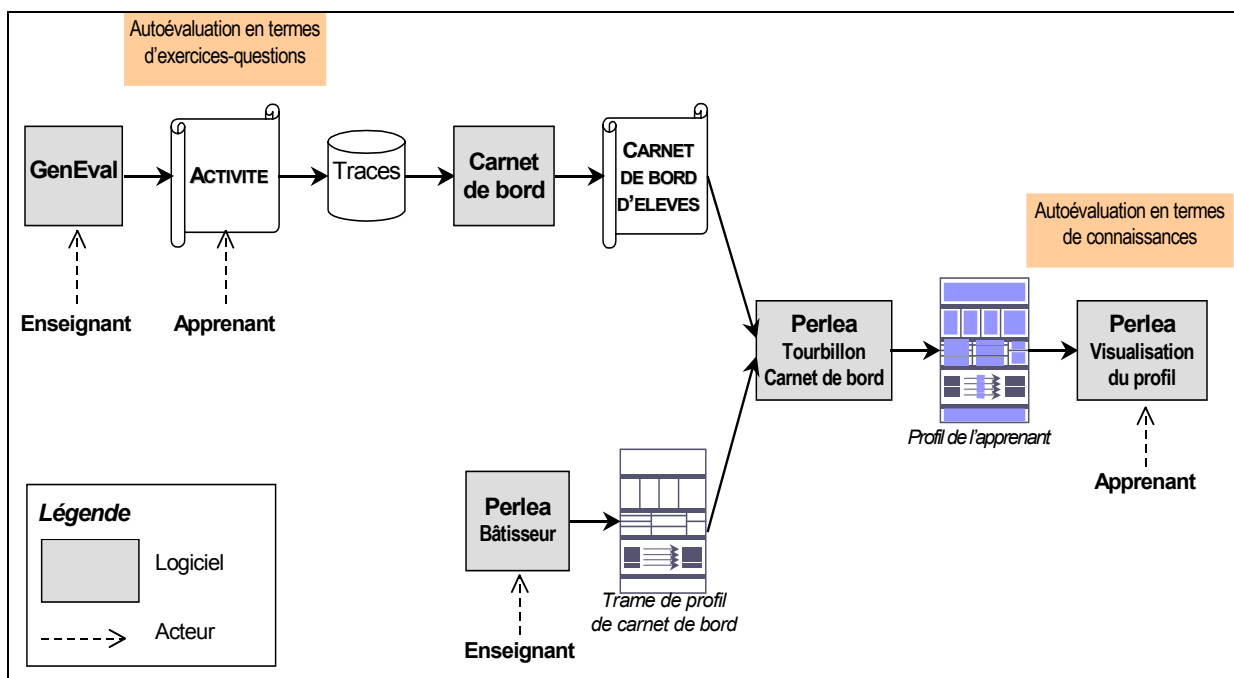 Autoévaluation en termes
d'exercices-questions
GenEval
ACTIVITE
Traces
Carnet
de bord
CARNET
DE BORD
D'ELEVES
Enseignant
Apprenant
Autoévaluation en termes
de connaissances
Perlea
Tourbillon
Carnet de bord
Profil de l'apprenant
Perlea
Visualisation
du profil
Apprenant
Perlea
Bâtisseur
Trame de profil
de carnet de bord
Enseignant
Légende
Logiciel
Acteur